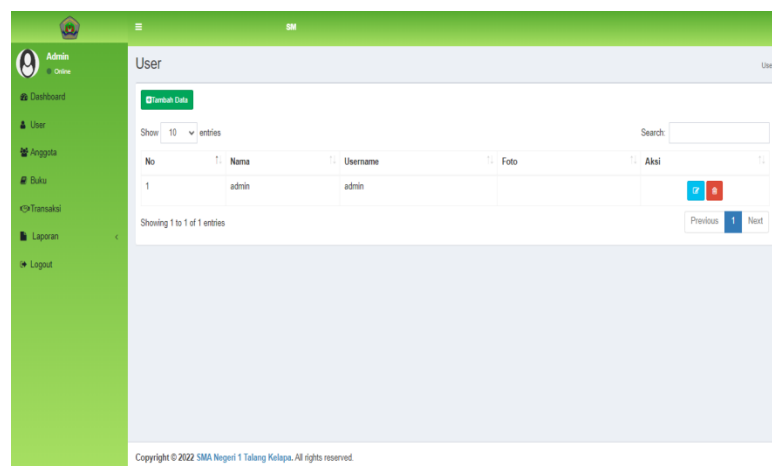 SM
Admin
Online
User
Use
Dashboard
User
Anggota
Buku
Transaksi
Laporan
Logout
Tambah Data
Show 10 entries
Search:
No Nama Username Foto Aksi
1 admin admin
Showing 1 to 1 of 1 entries
Previous 1 Next
Copyright © 2022 SMA Negeri 1 Talang Kelapa. All rights reserved.